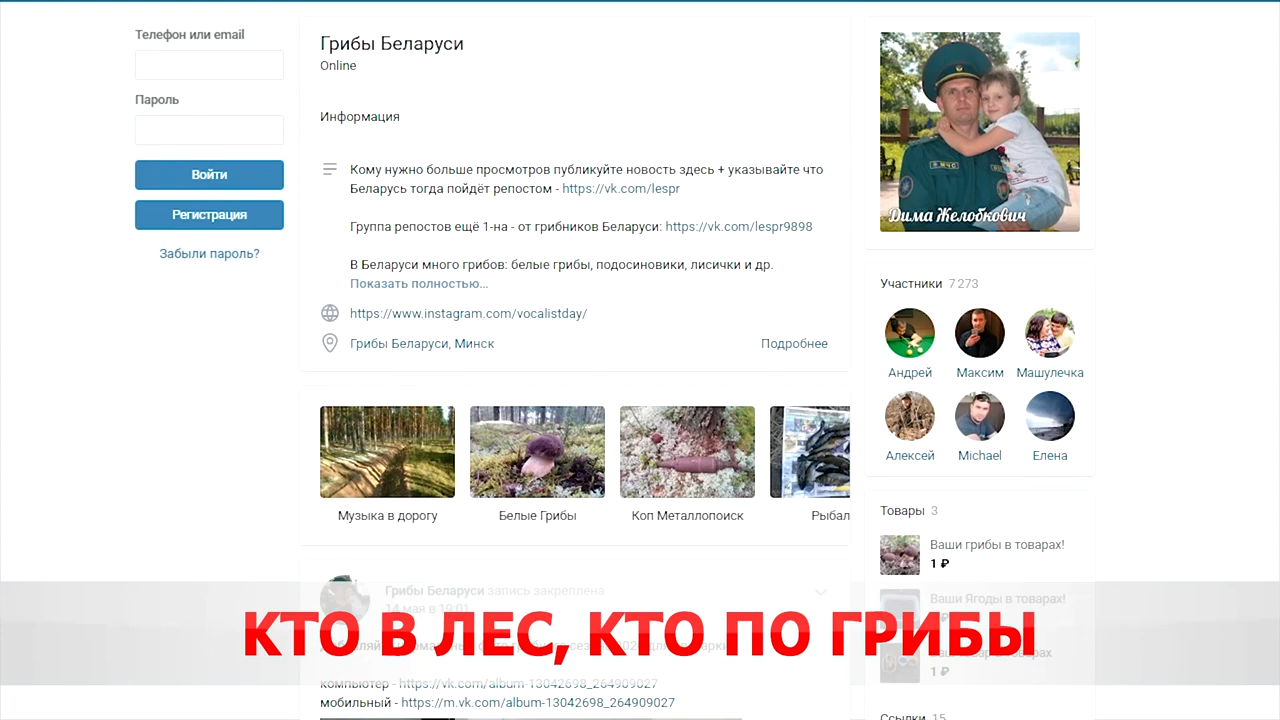 Телефон или email
Пароль
Войти
Регистрация
Забыли пароль?
Грибы Беларуси
Online
Информация
Кому нужно больше просмотров публикуйте новость здесь + указывайте что
Беларусь тогда пойдёт репостом - https://vk.com/lespr
Группа репостов ещё 1-на - от грибников Беларуси: https://vk.com/lespr9898
В Беларуси много грибов: белые грибы, подосиновики, лисички и др.
Показать полностью...
https://www.instagram.com/vocalistday/
Грибы Беларуси, Минск
Подробнее
Музыка в дорогу
Белые Грибы
Коп Металлопоиск
Рыбал
Грибы Беларуси запись закреплена
14 мая в 19:01
КТО В ЛЕС, КТО ПО ГРИБЫ
компьютер - https://vk.com/album-13042698_264909027
мобильный - https://m.vk.com/album-13042698_264909027
МЧС
Дима Желобкович
Участники 7 273
Андрей
Максим
Машулечка
Алексей
Michael
Елена
Товары 3
Ваши грибы в товарах!
1 ₽
Ваши Ягоды в товарах!
1 ₽
Ссылки 15